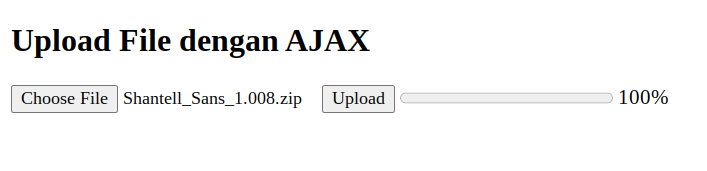 Upload File dengan AJAX
Choose File Shantell_Sans_1.008.zip Upload 100%